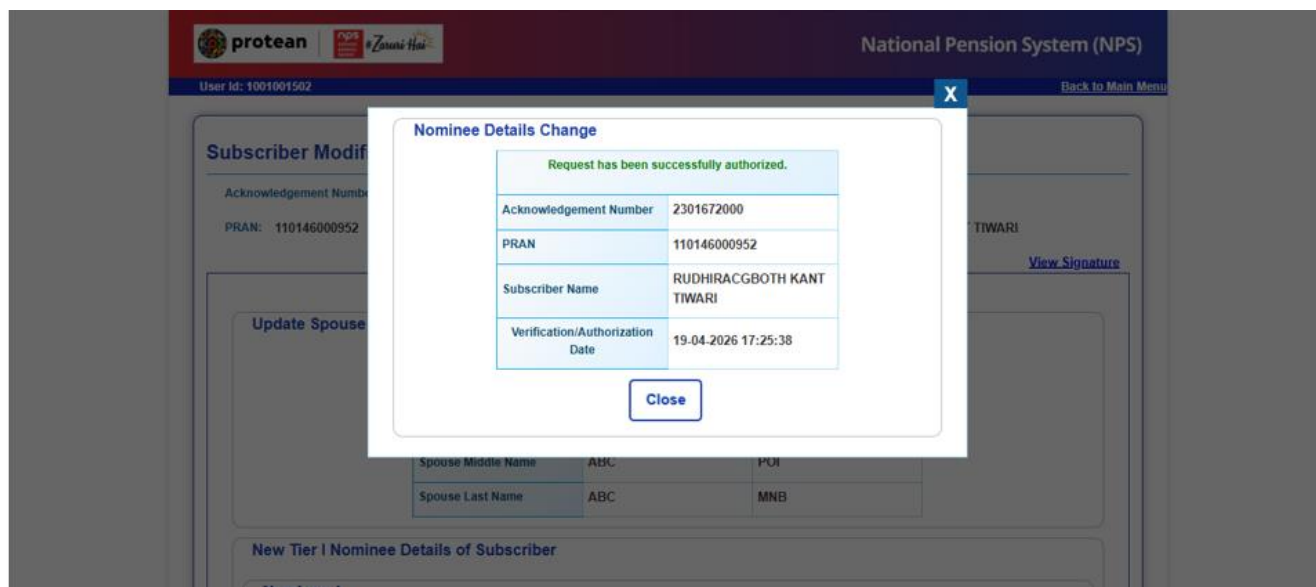 protean
nps
#Zaruri Hai
National Pension System (NPS)
User Id: 1001001502
Back to Main Menu
X
Nominee Details Change
Request has been successfully authorized.
Acknowledgement Number 2301672000
PRAN 110146000952
Subscriber Name RUDHIRACGBOTH KANT
TIWARI
Verification/Authorization
Date 19-04-2026 17:25:38
Close
Subscriber Modif
Acknowledgement Numbe
PRAN: 110146000952
TIWARI
View Signature
Update Spouse
Spouse Middle Name ABC POI
Spouse Last Name ABC MNB
New Tier I Nominee Details of Subscriber